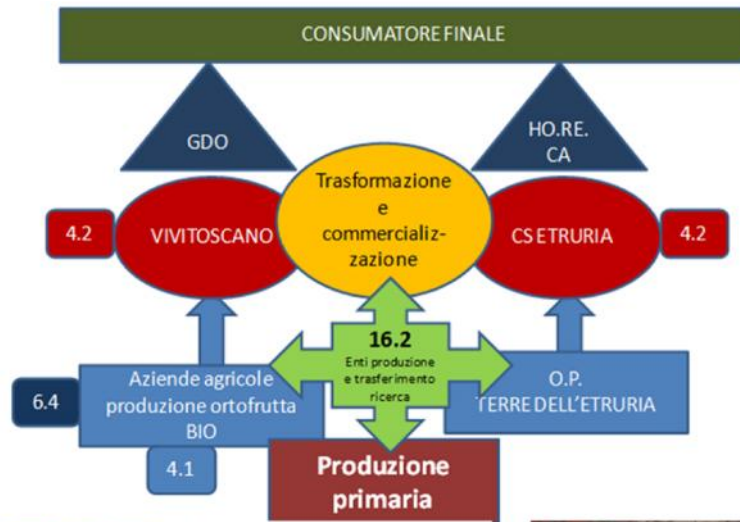 CONSUMATORE FINALE
GDO
HO.RE.
CA
Trasformazione
e
commercializ-
zazione
4.2
VIVITOSCANO
CS ETRURIA
4.2
16.2
Enti produzione
e trasferimento
ricerca
Aziende agricole
produzione ortofrutta
BIO
6.4
4.1
O.P.
TERRE DELL'ETRURIA
Produzione
primaria